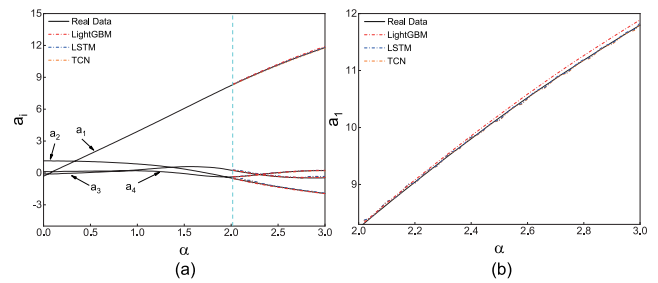 Real Data
LightGBM
LSTM
TCN
15
12
9
6
3
0
-3
a_i
a_2
a_1
a_3
a_4
0.0 0.5 1.0 1.5 2.0 2.5 3.0
α
(a)
Real Data
LightGBM
LSTM
TCN
12
11
10
9
a_1
2.0 2.2 2.4 2.6 2.8 3.0
α
(b)